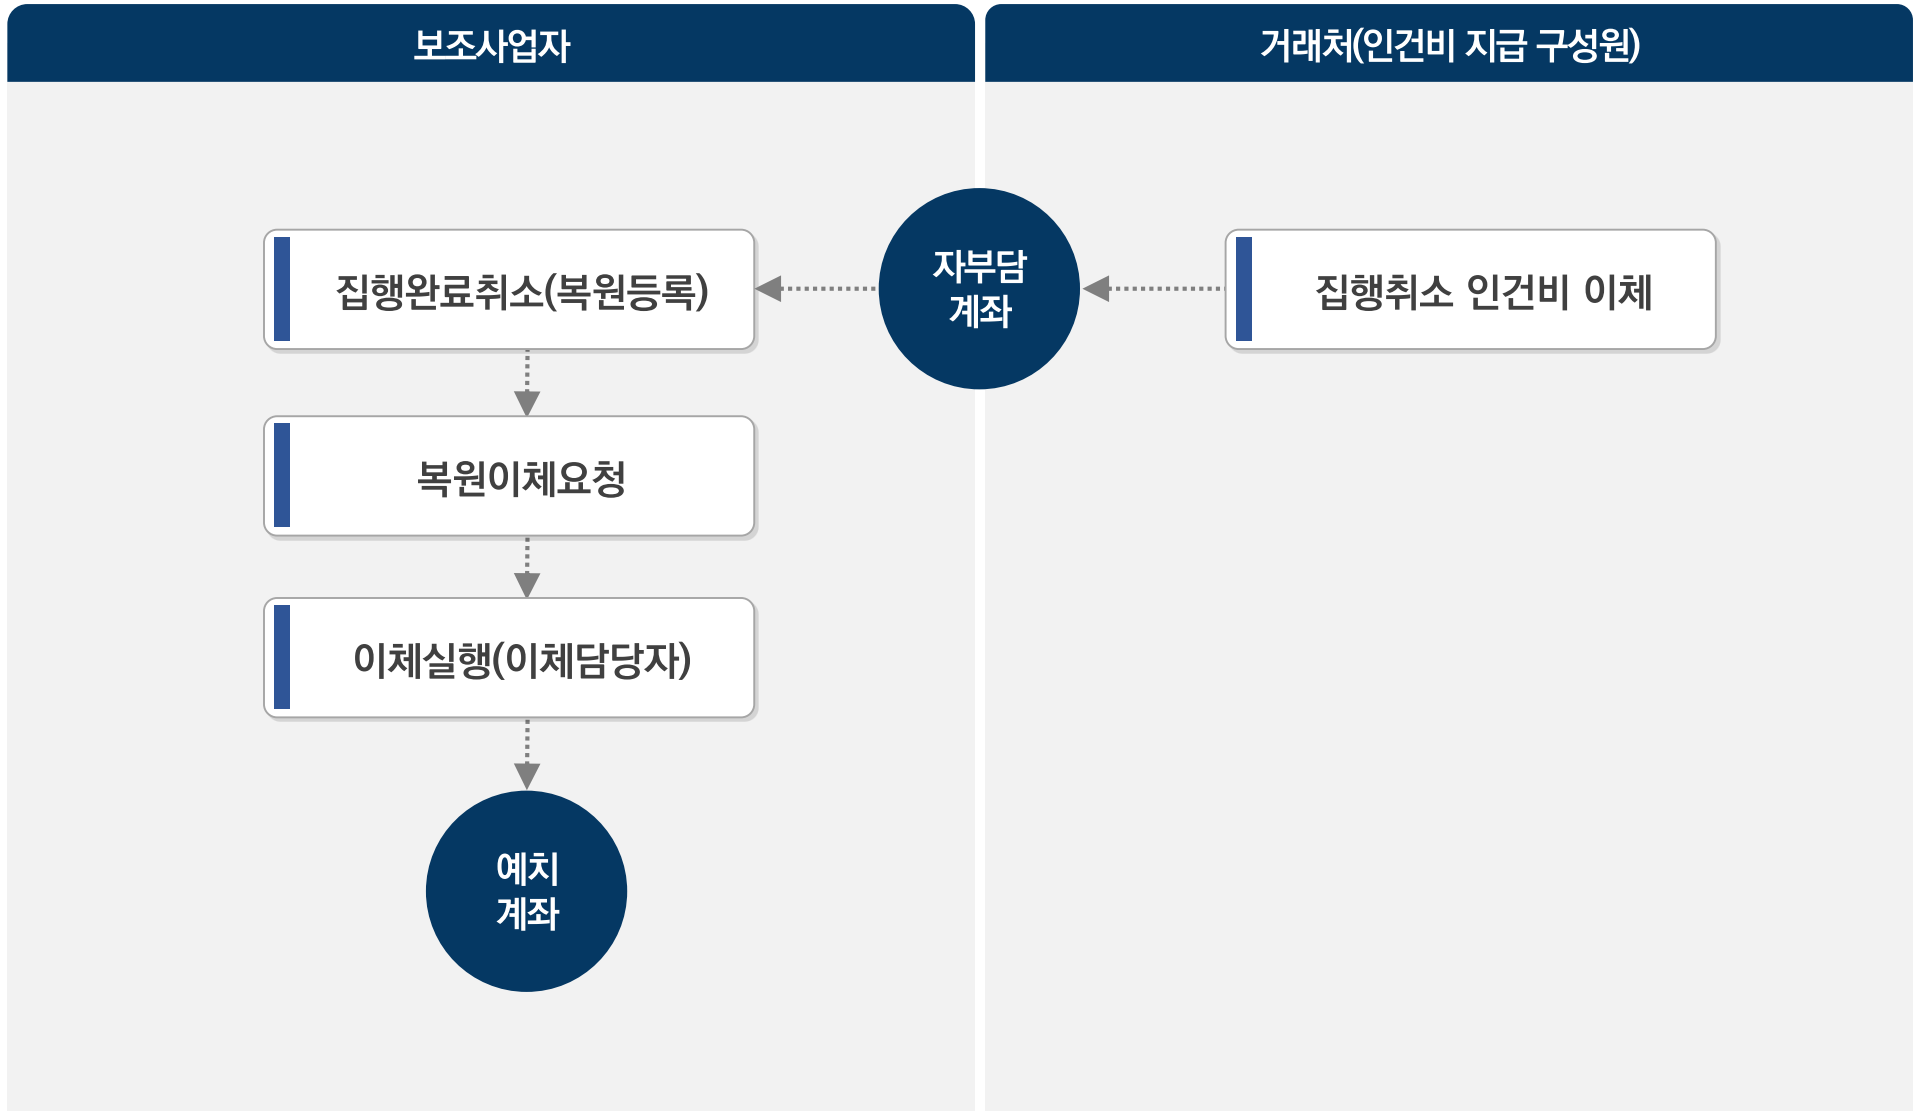 보조사업자
거래처(인건비 지급 구성원)
집행완료취소(복원등록)
자부담
계좌
집행취소 인건비 이체
복원이체요청
이체실행(이체담당자)
예치
계좌